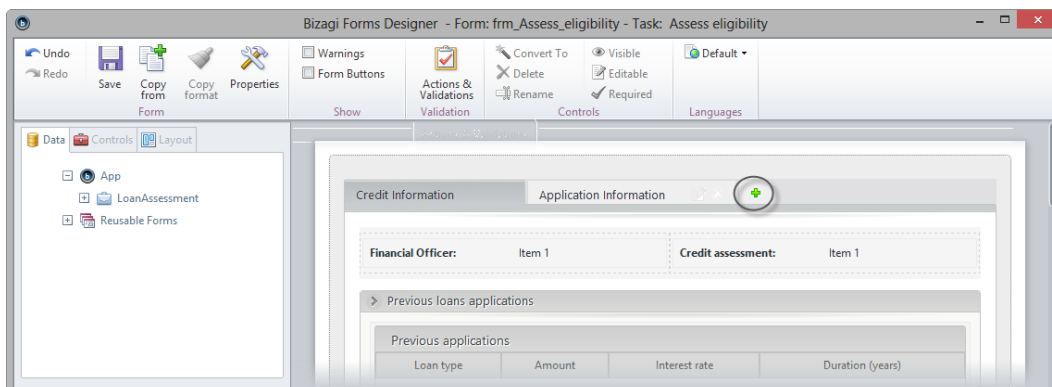 Bizagi Forms Designer - Form: frm_Assess_eligibility - Task: Assess eligibility
Undo
Redo
Save
Copy from
Copy format
Properties
Form
Warnings
Form Buttons
Show
Actions & Validations
Validation
Convert To
Delete
Rename
Visible
Editable
Required
Controls
Default
Languages
Data Controls Layout
App
LoanAssessment
Reusable Forms
Credit Information Application Information
Financial Officer: Item 1 Credit assessment: Item 1
Previous loans applications
Previous applications
Loan type Amount Interest rate Duration (years)